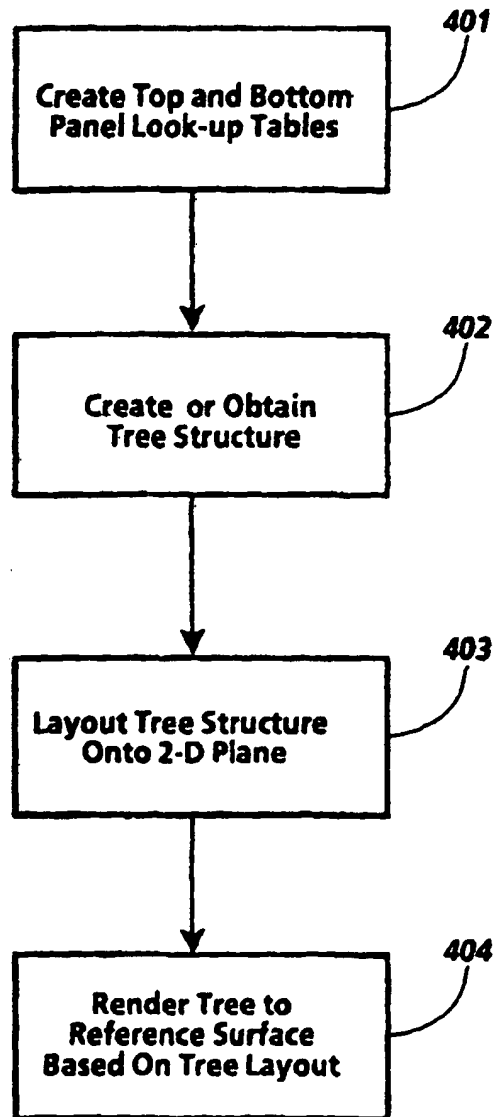 401
Create Top and Bottom
Panel Look-up Tables
402
Create or Obtain
Tree Structure
403
Layout Tree Structure
Onto 2-D Plane
404
Render Tree to
Reference Surface
Based On Tree Layout